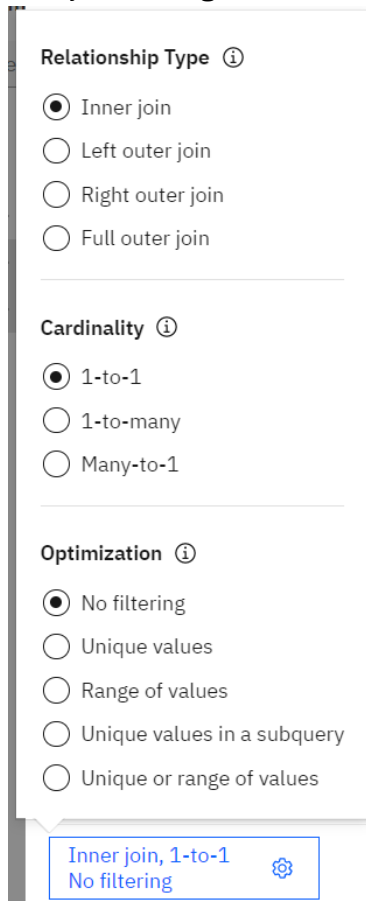 Relationship Type
Inner join
Left outer join
Right outer join
Full outer join
Cardinality
1-to-1
1-to-many
Many-to-1
Optimization
No filtering
Unique values
Range of values
Unique values in a subquery
Unique or range of values
Inner join, 1-to-1
No filtering